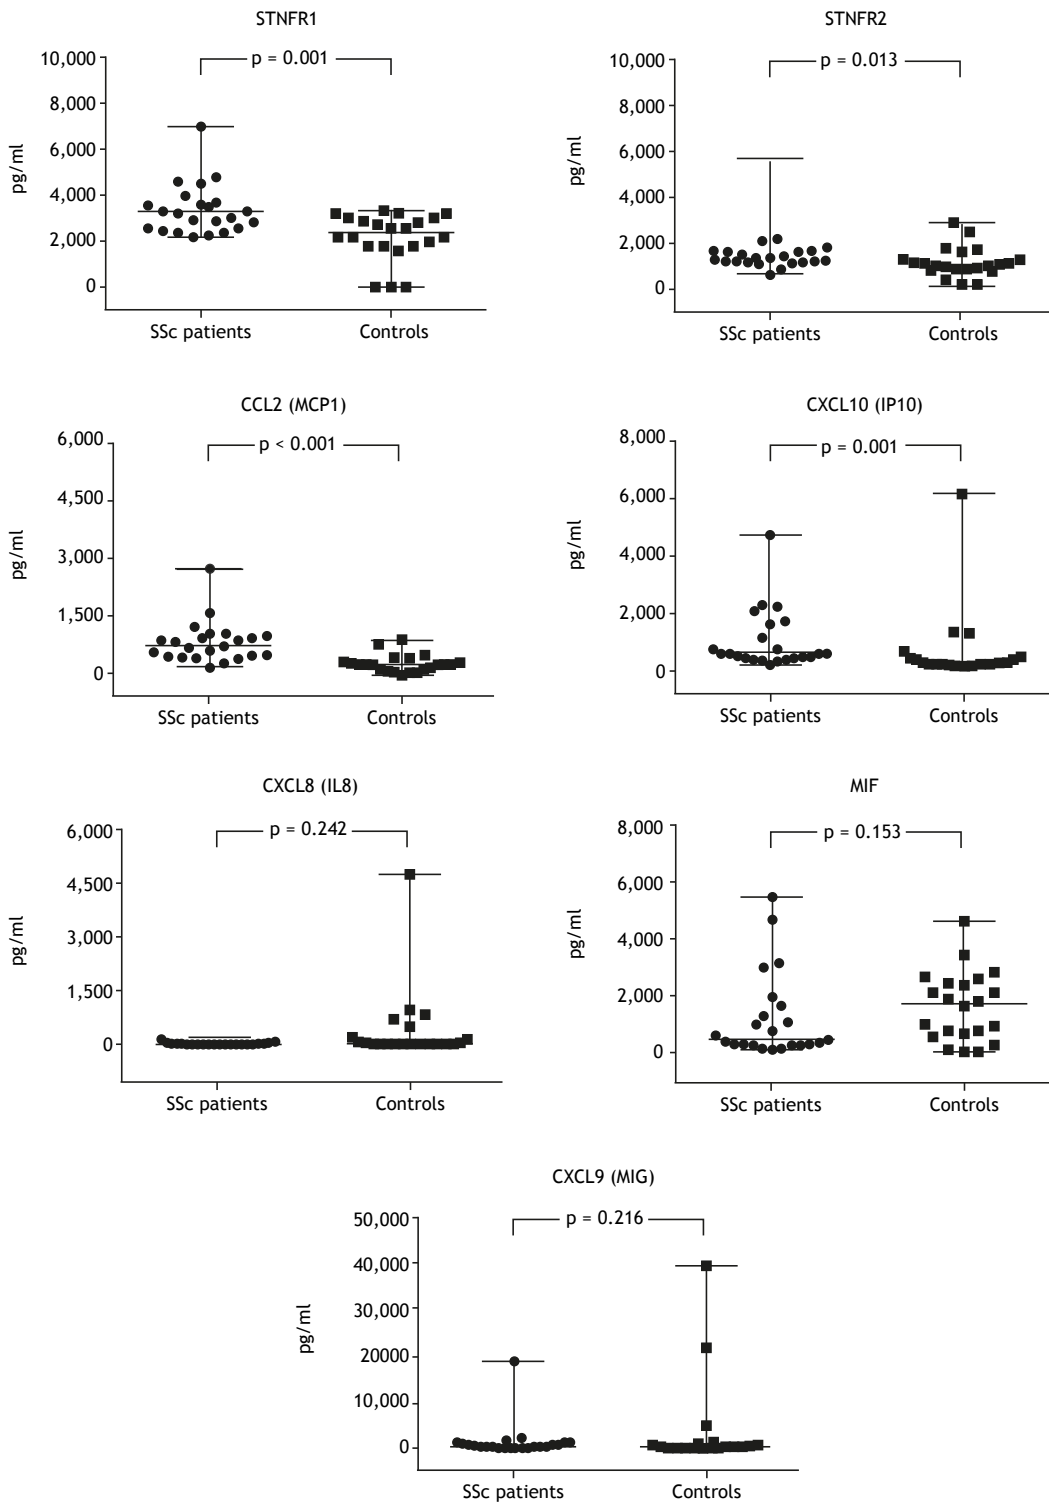 STNFR1
p = 0.001
10,000
8,000
6,000
4,000
2,000
0
pg/ml
SSc patients
Controls
STNFR2
p = 0.013
10,000
8,000
6,000
4,000
2,000
0
pg/ml
SSc patients
Controls
CCL2 (MCP1)
p < 0.001
6,000
4,500
3,000
1,500
0
pg/ml
SSc patients
Controls
CXCL10 (IP10)
p = 0.001
8,000
6,000
4,000
2,000
0
pg/ml
SSc patients
Controls
CXCL8 (IL8)
p = 0.242
6,000
4,500
3,000
1,500
0
pg/ml
SSc patients
Controls
MIF
p = 0.153
8,000
6,000
4,000
2,000
0
pg/ml
SSc patients
Controls
CXCL9 (MIG)
p = 0.216
50,000
40,000
30,000
20000
10,000
0
pg/ml
SSc patients
Controls